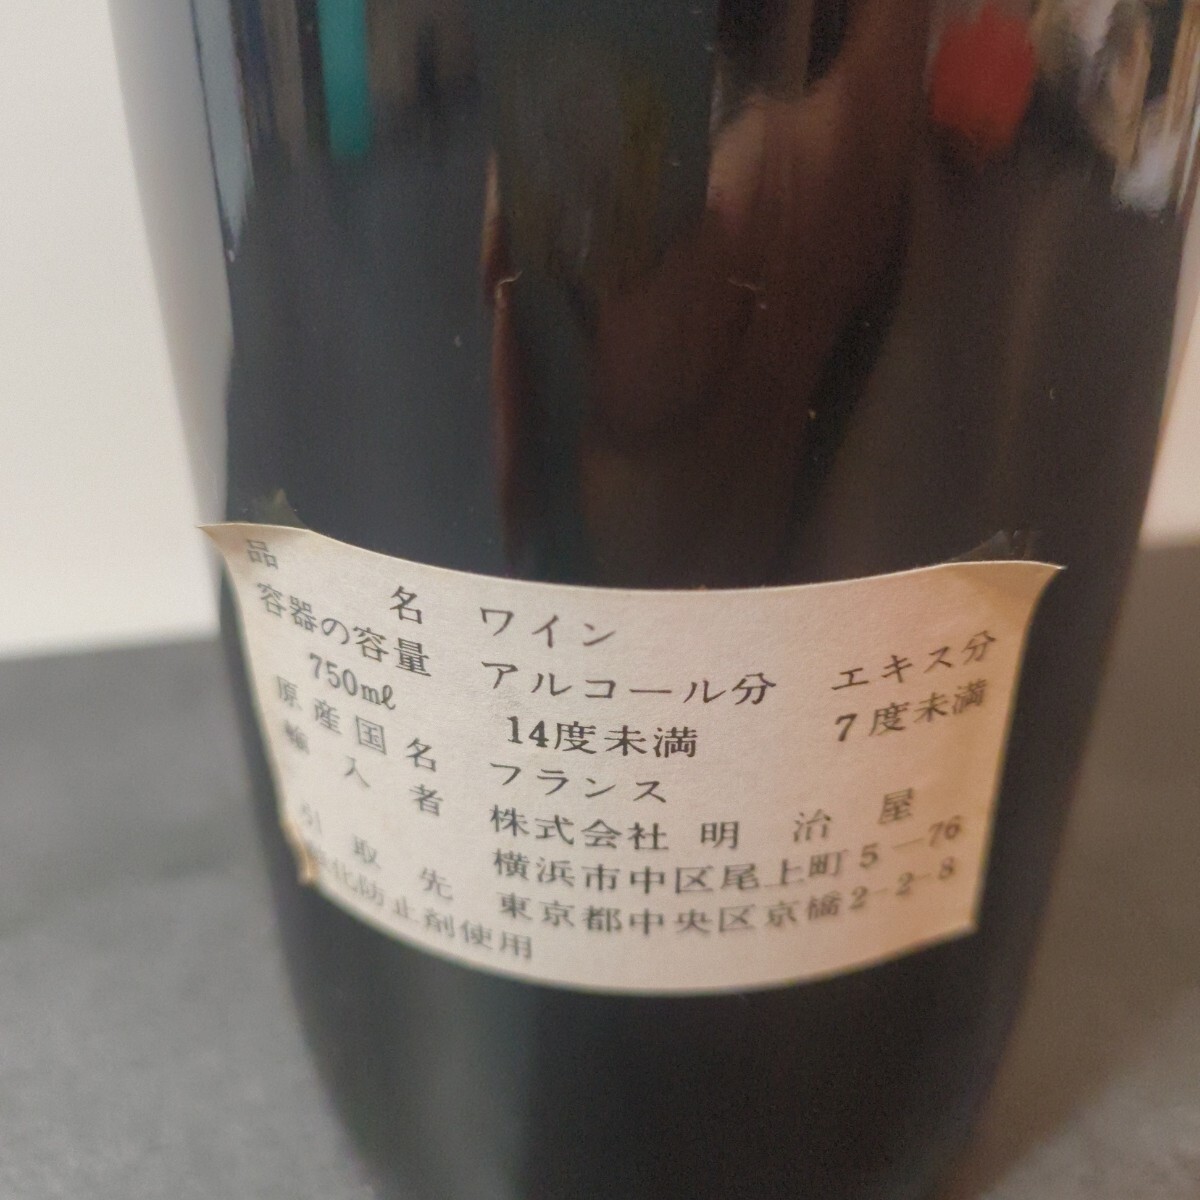 品名 ワイン
容器の容量 アルコール分 エキス分
750ml 14度未満 7度未満
原産国名 フランス
輸入者 株式会社 明治屋
横浜市中区尾上町5-76
引取先 東京都中央区京橋2-2-8
酸化防止剤使用